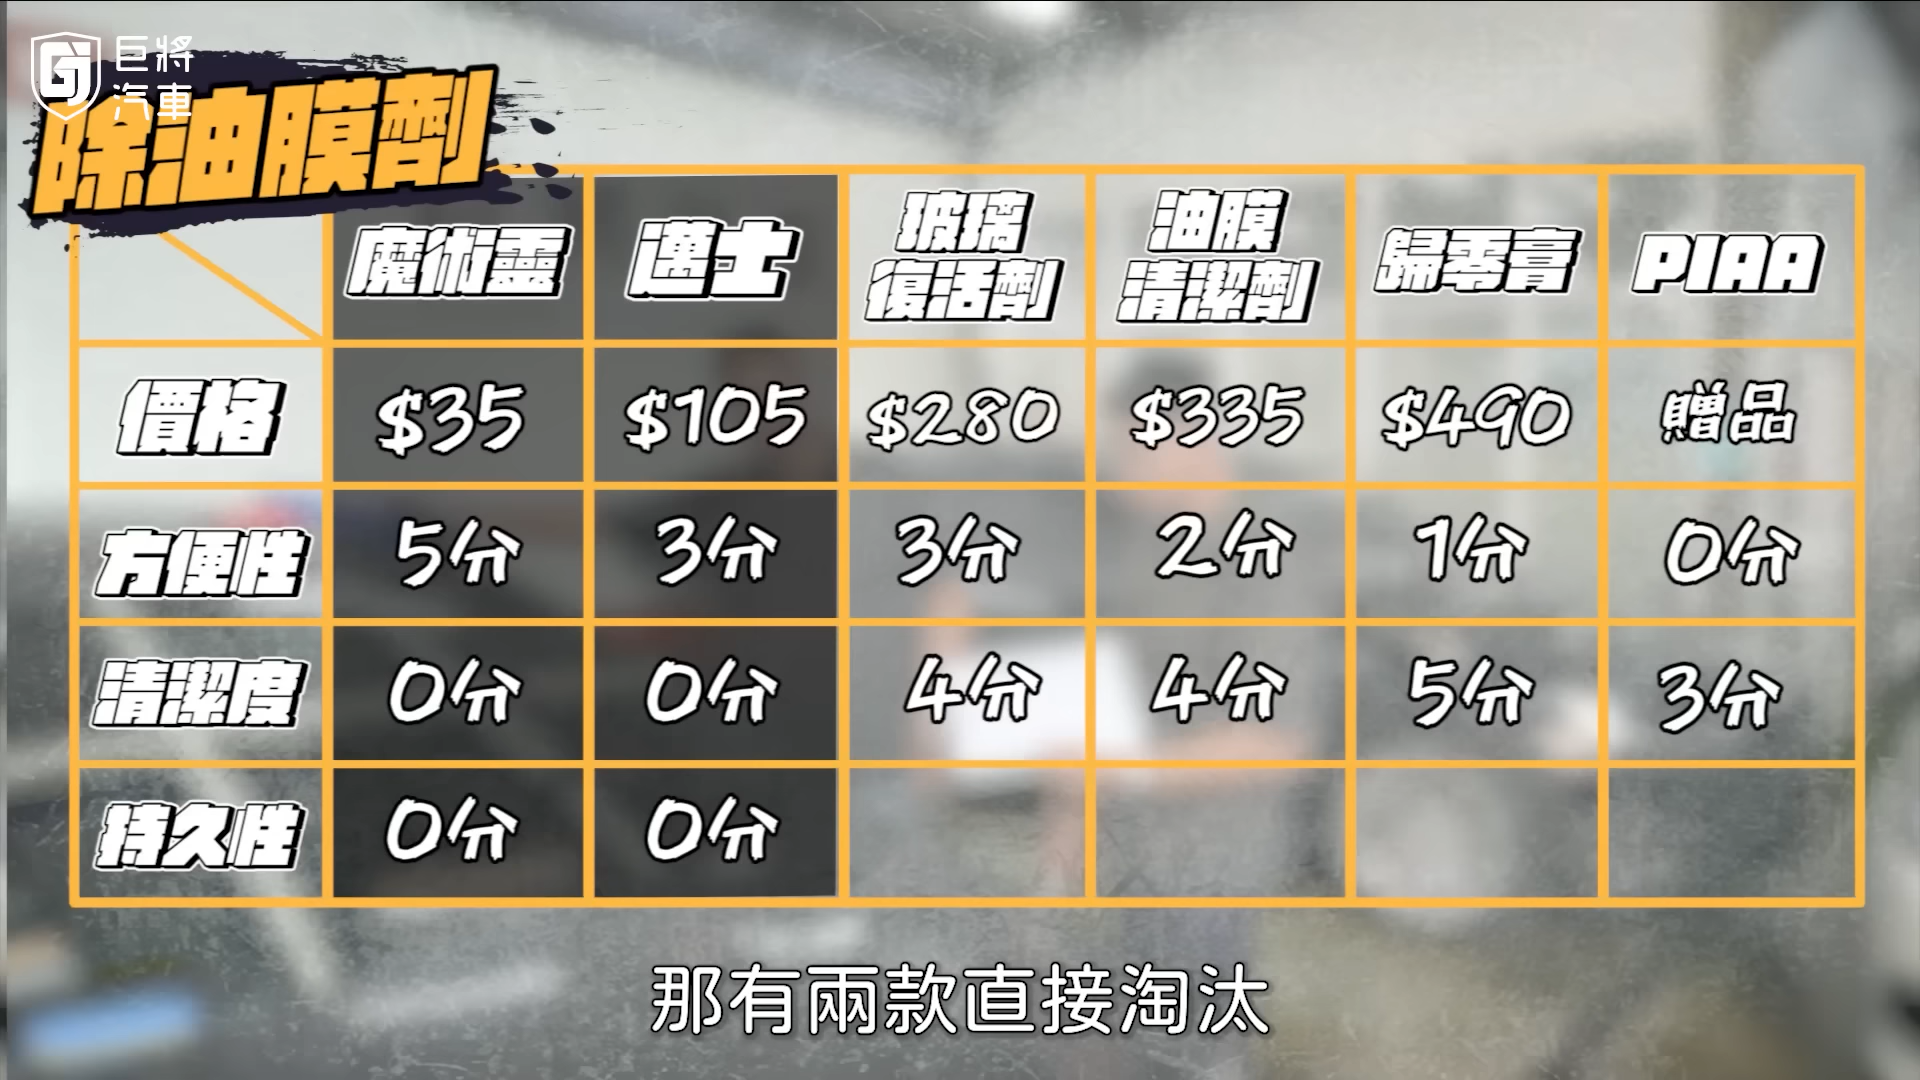 巨將
汽車
除油膜劑
魔術靈 邁士 玻璃復活劑 油膜清潔劑 歸零膏 PIAA
價格 $35 $105 $280 $335 $490 贈品
方便性 5分 3分 3分 2分 1分 0分
清潔度 0分 0分 4分 4分 5分 3分
持久性 0分 0分
那有兩款直接淘汰